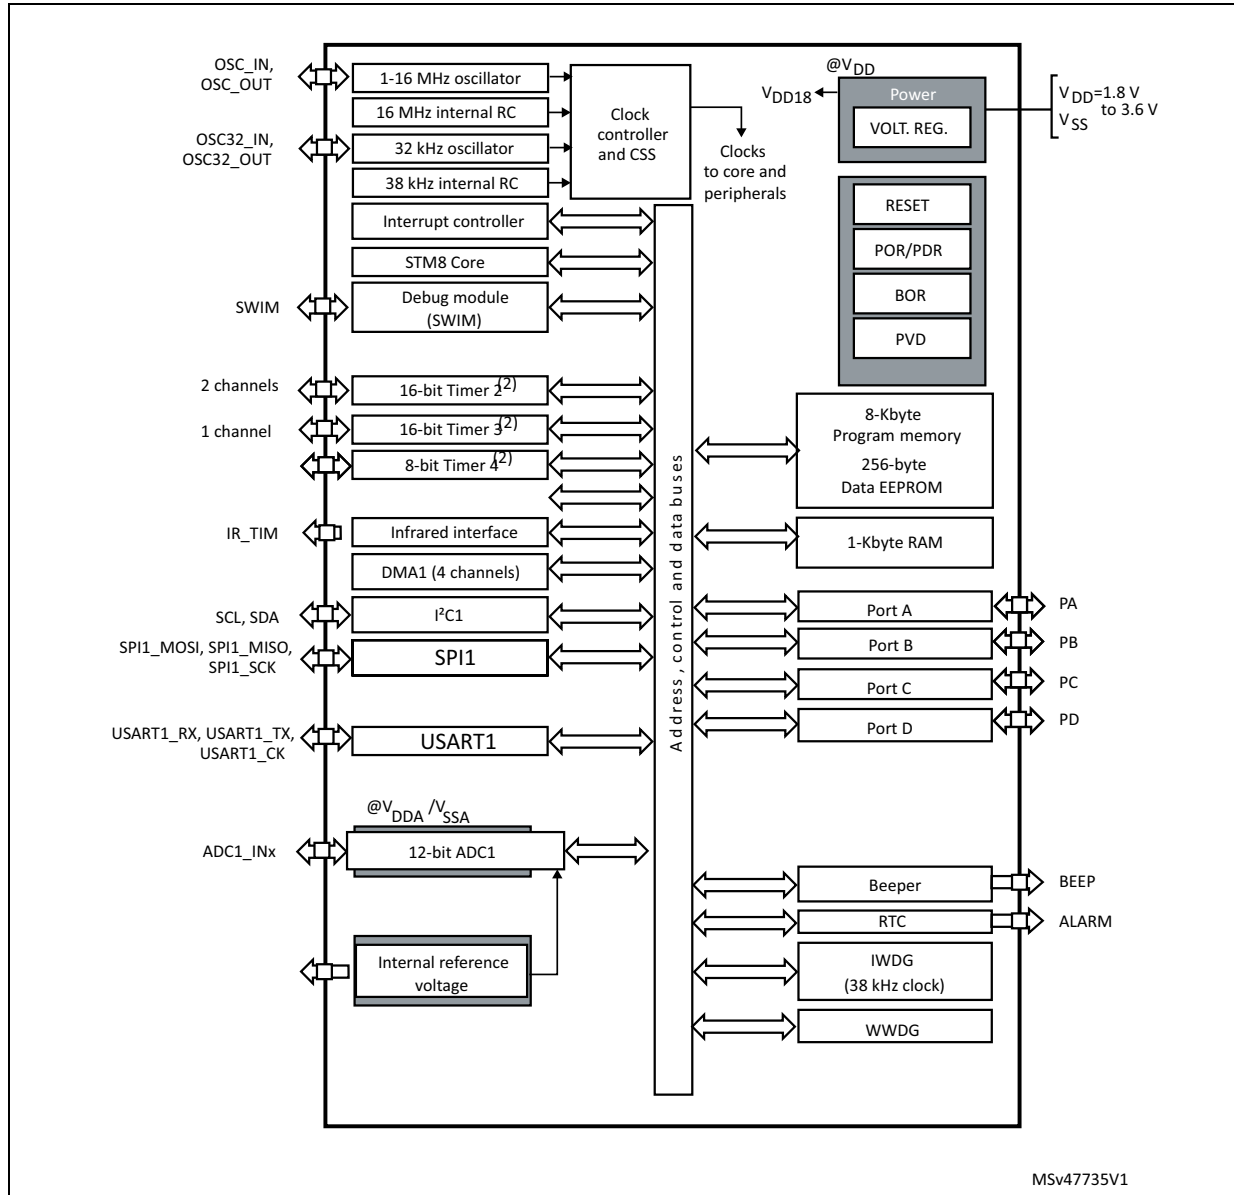 OSC_IN,
OSC_OUT
1-16 MHz oscillator
16 MHz internal RC
OSC32_IN,
OSC32_OUT
32 kHz oscillator
38 kHz internal RC
Clock
controller
and CSS
Clocks
to core and
peripherals
@VDD
VDD18
Power
VOLT. REG.
VDD=1.8 V
to 3.6 V
VSS
RESET
POR/PDR
BOR
PVD
Interrupt controller
STM8 Core
SWIM
Debug module
(SWIM)
2 channels
16-bit Timer 2(2)
1 channel
16-bit Timer 3(2)
8-bit Timer 4(2)
IR_TIM
Infrared interface
DMA1 (4 channels)
SCL, SDA
I²C1
SPI1_MOSI, SPI1_MISO,
SPI1_SCK
SPI1
USART1_RX, USART1_TX,
USART1_CK
USART1
@VDDA /VSSA
ADC1_INx
12-bit ADC1
Internal reference
voltage
Address, control and data buses
8-Kbyte
Program memory
256-byte
Data EEPROM
1-Kbyte RAM
Port A
PA
Port B
PB
Port C
PC
Port D
PD
Beeper
BEEP
RTC
ALARM
IWDG
(38 kHz clock)
WWDG
MSv47735V1